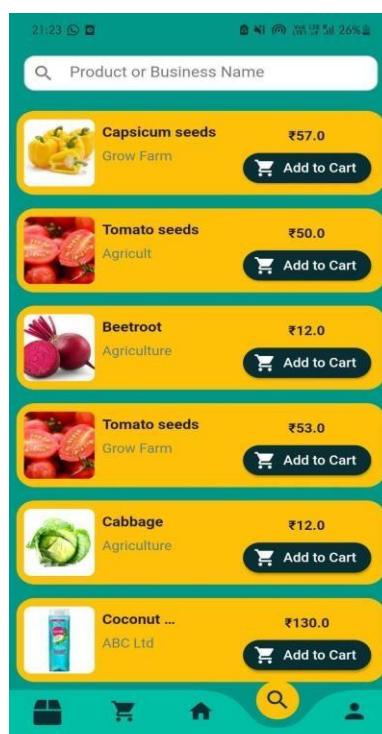 21:23
26%
Product or Business Name
Capsicum seeds
₹57.0
Grow Farm
Add to Cart
Tomato seeds
₹50.0
Agricult
Add to Cart
Beetroot
₹12.0
Agriculture
Add to Cart
Tomato seeds
₹53.0
Grow Farm
Add to Cart
Cabbage
₹12.0
Agriculture
Add to Cart
Coconut ...
₹130.0
ABC Ltd
Add to Cart